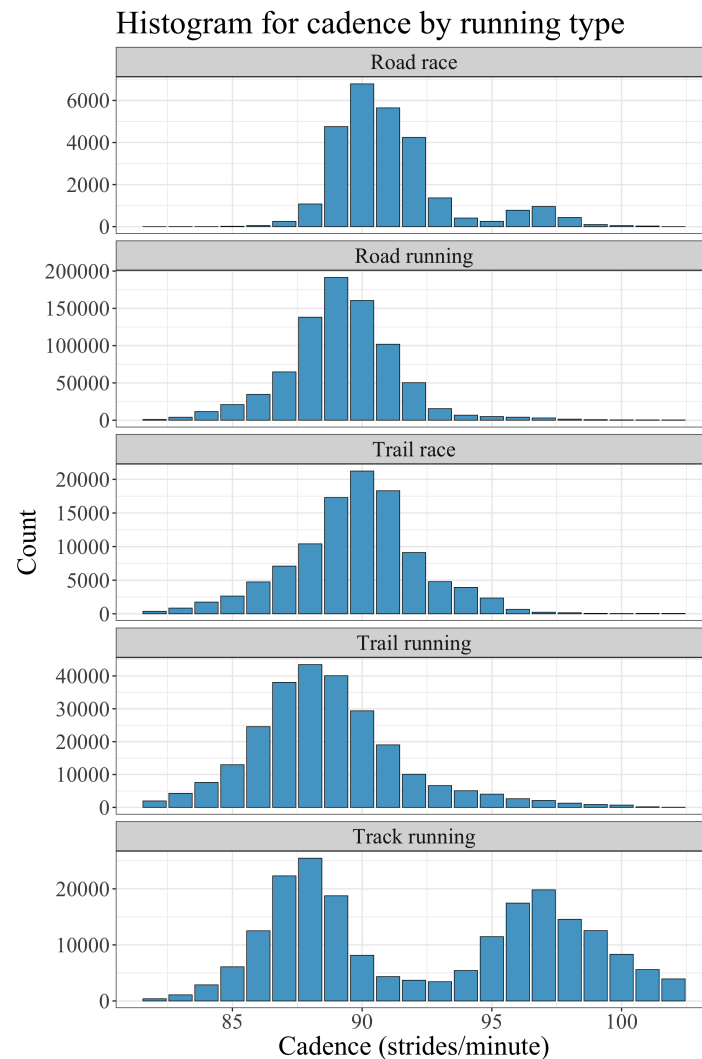 Histogram for cadence by running type
Road race
6000
4000
2000
0
Road running
200000
150000
100000
50000
0
Trail race
20000
15000
10000
5000
0
Count
Trail running
40000
30000
20000
10000
0
Track running
20000
10000
0
85 90 95 100
Cadence (strides/minute)